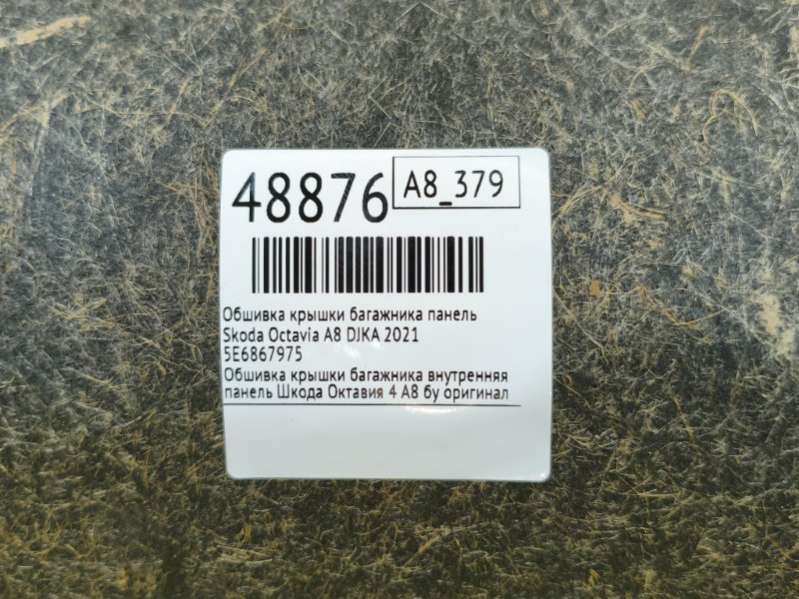 48876 A8_379
Обшивка крышки багажника панель
Skoda Octavia A8 DJKA 2021
5E6867975
Обшивка крышки багажника внутренняя
панель Шкода Октавия 4 А8 бу оригинал